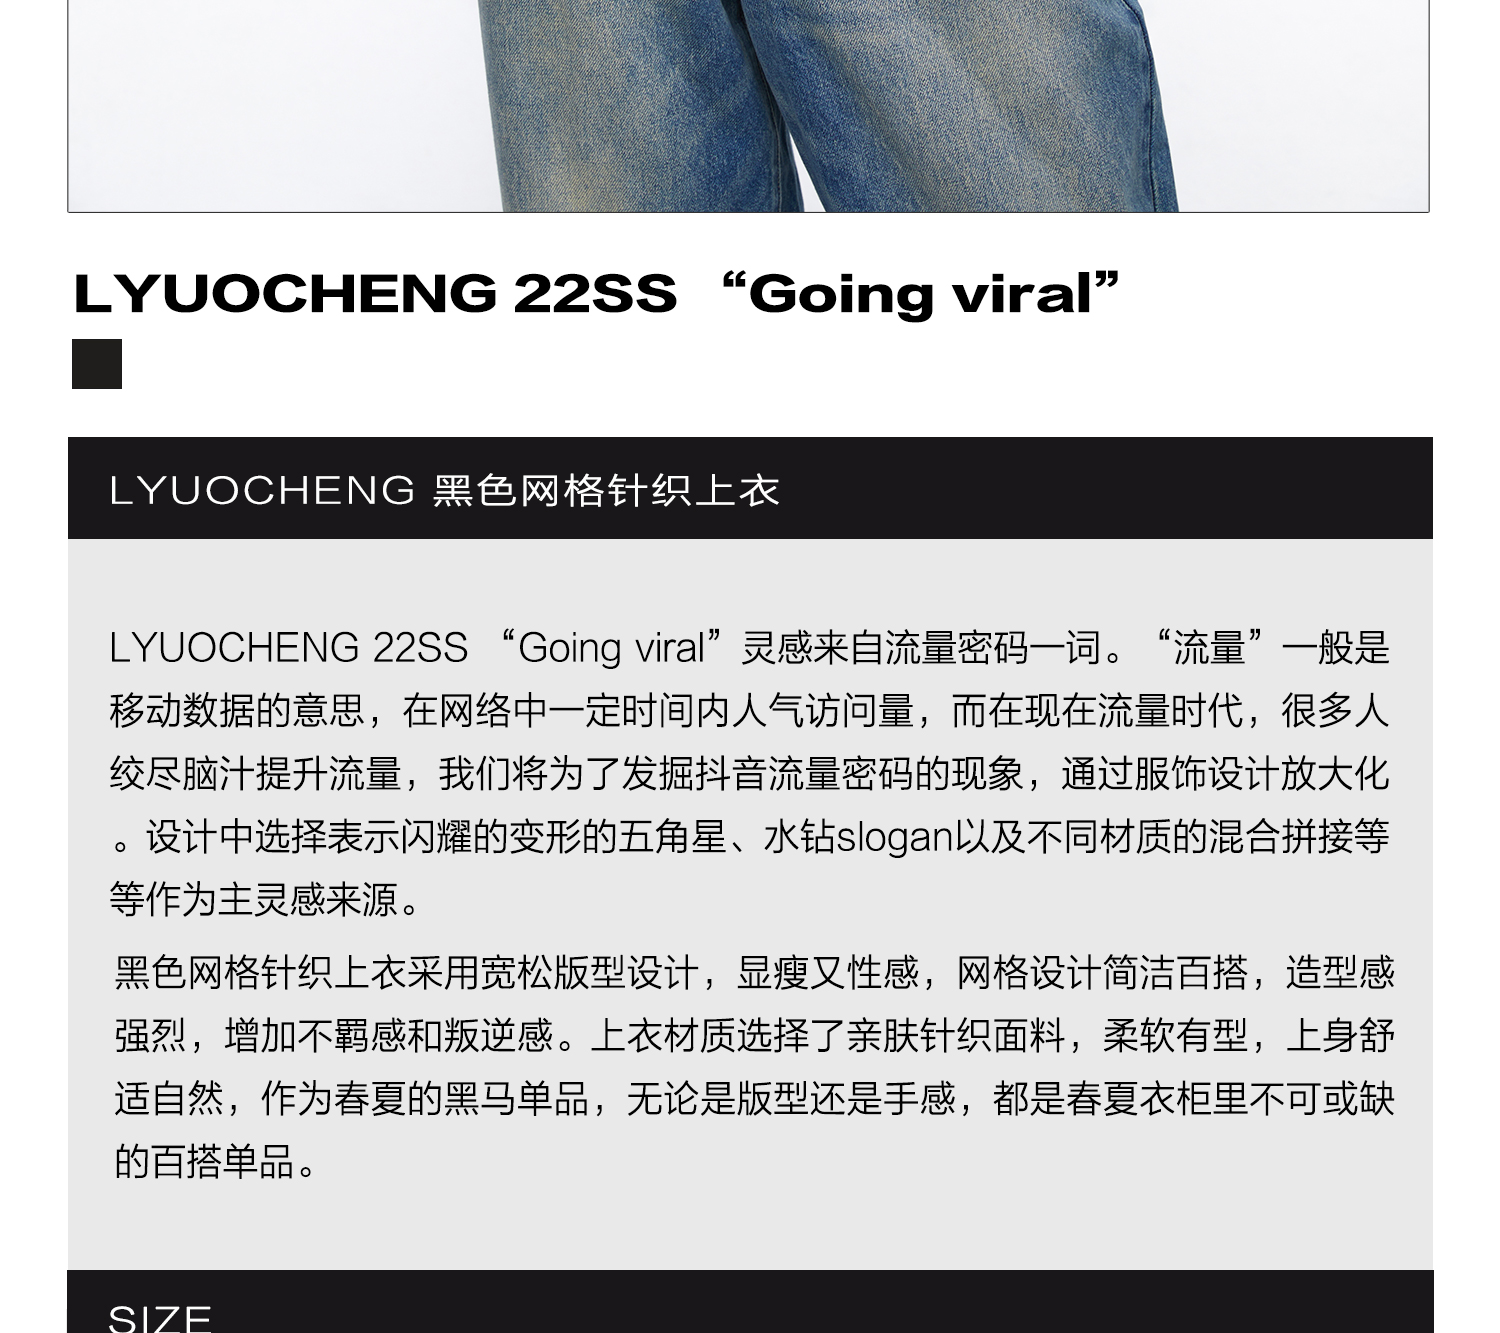 LYUOCHENG 22SS “Going viral”
LYUOCHENG 黑色网格针织上衣
LYUOCHENG 22SS “Going viral”灵感来自流量密码一词。“流量”一般是
移动数据的意思，在网络中一定时间内人气访问量，而在现在流量时代，很多人
绞尽脑汁提升流量，我们将为了发掘抖音流量密码的现象，通过服饰设计放大化
。设计中选择表示闪耀的变形的五角星、水钻slogan以及不同材质的混合拼接等
等作为主灵感来源。
黑色网格针织上衣采用宽松版型设计，显瘦又性感，网格设计简洁百搭，造型感
强烈，增加不羁感和叛逆感。上衣材质选择了亲肤针织面料，柔软有型，上身舒
适自然，作为春夏的黑马单品，无论是版型还是手感，都是春夏衣柜里不可或缺
的百搭单品。
SIZE